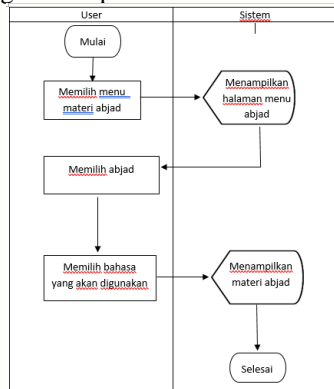 User
Sistem
Mulai
Memilih menu
materi abjad
Menampilkan
halaman menu
abjad
Memilih abjad
Memilih bahasa
yang akan digunakan
Menampilkan
materi abjad
Selesai